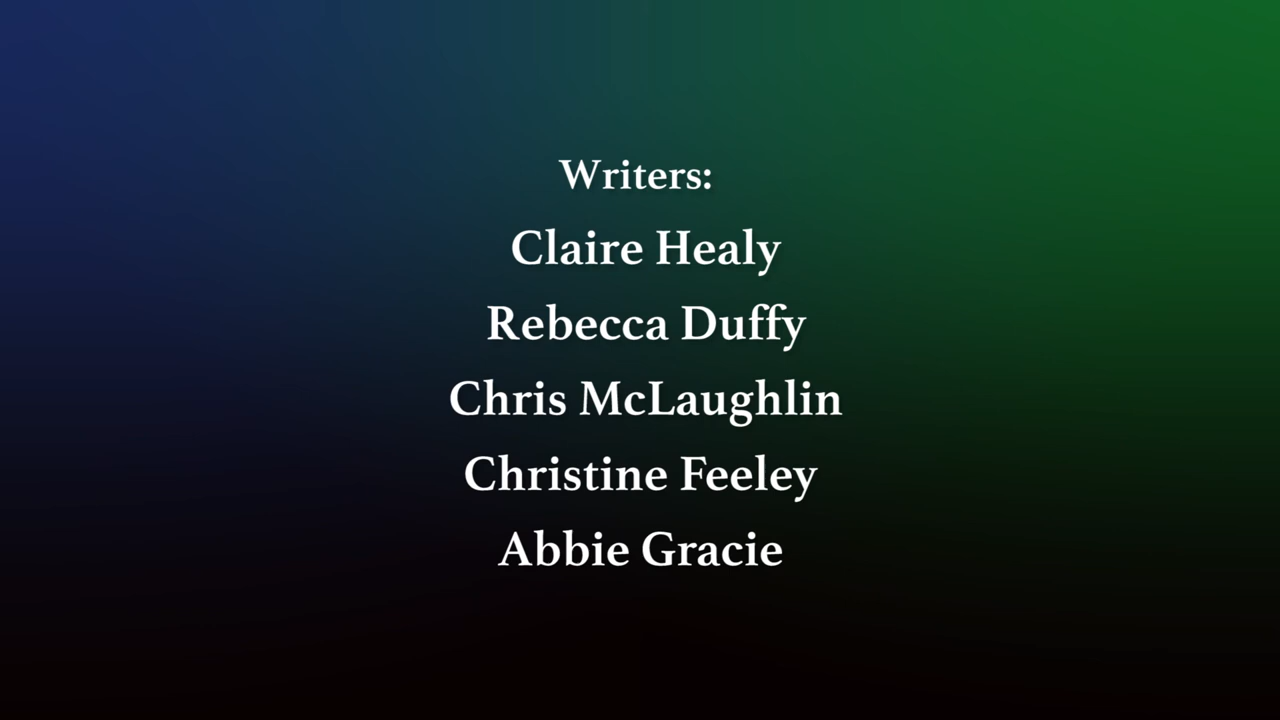 Writers:
Claire Healy
Rebecca Duffy
Chris McLaughlin
Christine Feeley
Abbie Gracie